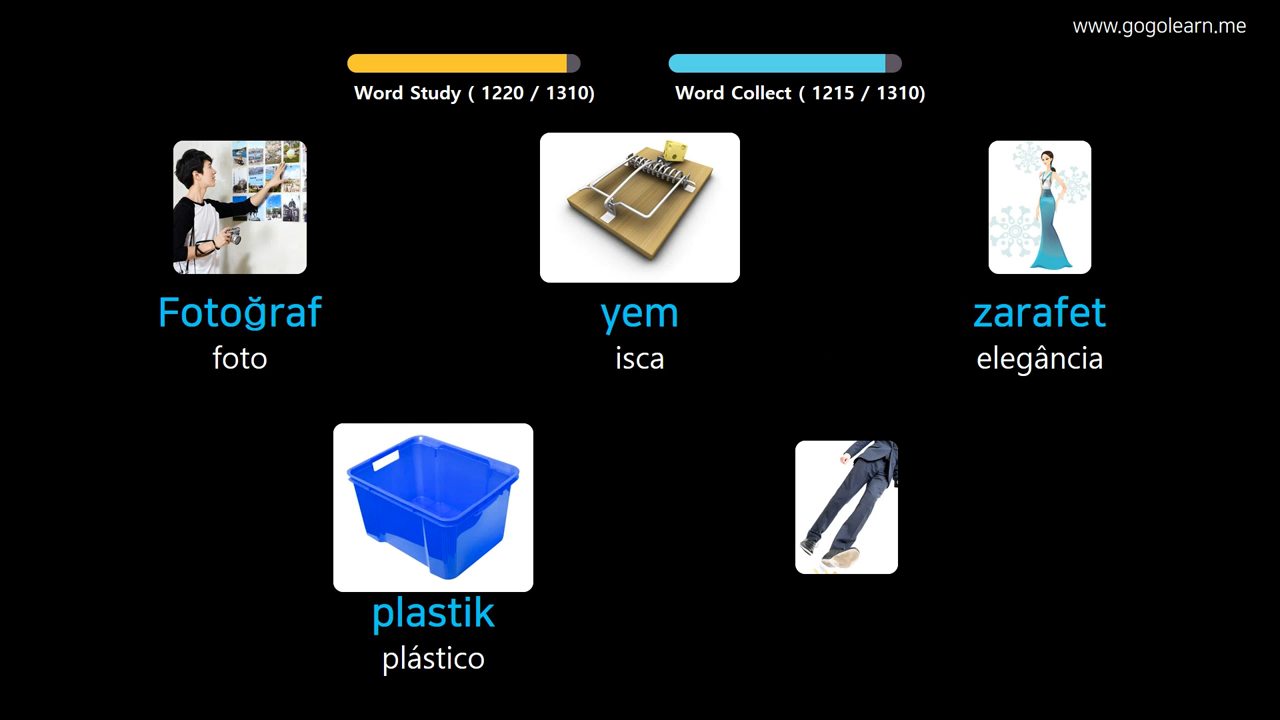 www.gogolearn.me
Word Study ( 1220 / 1310)
Word Collect ( 1215 / 1310)
Fotoğraf
foto
yem
isca
zarafet
elegância
plastik
plástico